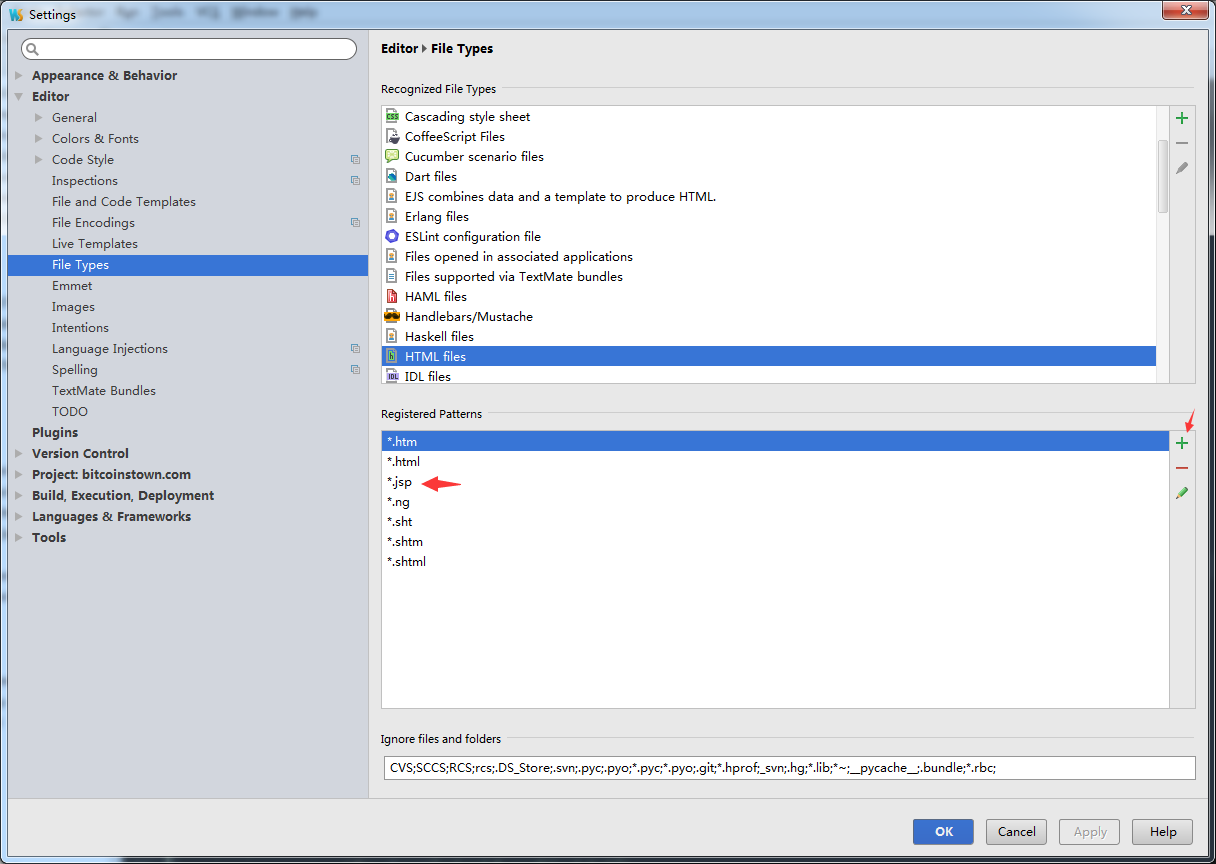 Settings
Appearance & Behavior
Editor
General
Colors & Fonts
Code Style
Inspections
File and Code Templates
File Encodings
Live Templates
File Types
Emmet
Images
Intentions
Language Injections
Spelling
TextMate Bundles
TODO
Plugins
Version Control
Project: bitcoinstown.com
Build, Execution, Deployment
Languages & Frameworks
Tools
Editor File Types
Recognized File Types
Cascading style sheet
CoffeeScript Files
Cucumber scenario files
Dart files
EJS combines data and a template to produce HTML.
Erlang files
ESLint configuration file
Files opened in associated applications
Files supported via TextMate bundles
HAML files
Handlebars/Mustache
Haskell files
HTML files
IDL files
Registered Patterns
*.htm
*.html
*.jsp
*.ng
*.sht
*.shtm
*.shtml
Ignore files and folders
CVS;SCCS;RCS;rcs;.DS_Store;.svn;.pyc;.pyo;*.pyc;*.pyo;.git;*.hprof;_svn;.hg;*.lib;*~;__pycache__;.bundle;*.rbc;
OK Cancel Apply Help